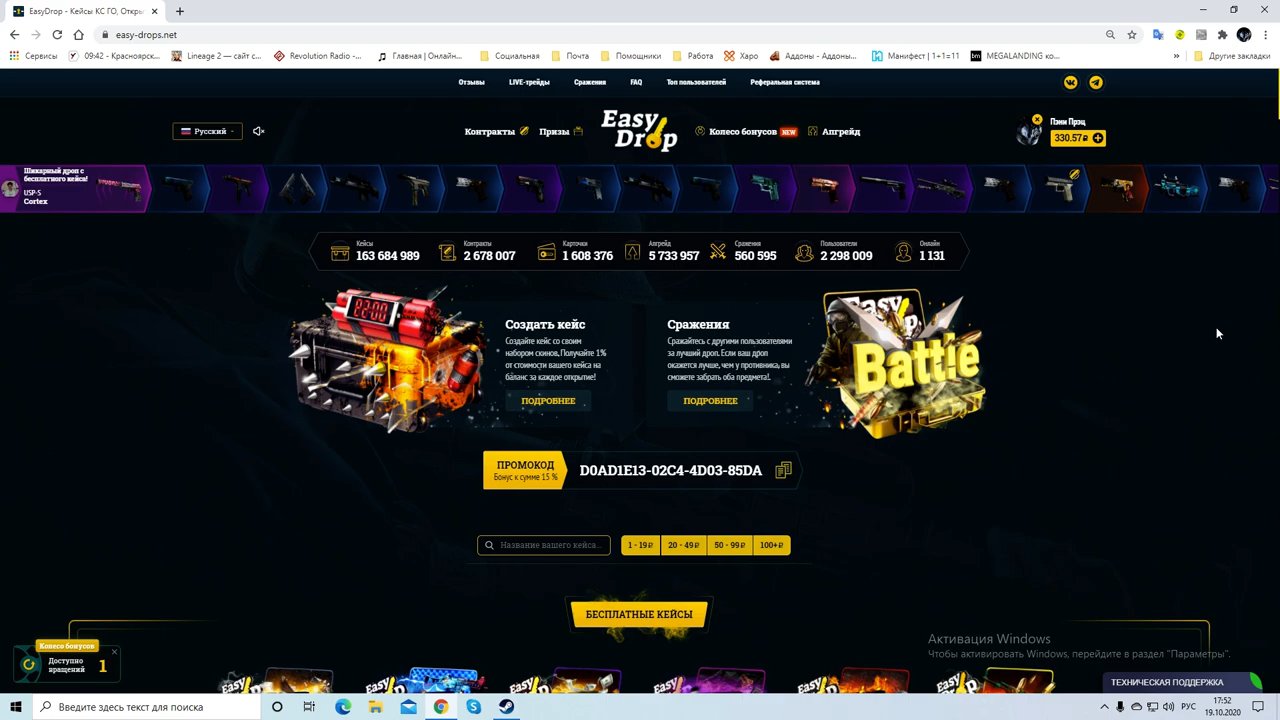 EasyDrop - Кейсы КС ГО, Откры
easy-drops.net
Сервисы
09:42 - Красноярск...
Lineage 2 — сайт с...
Revolution Radio -...
Главная | Онлайн...
Социальная
Почта
Помощники
Работа
Харо
Аддоны - Аддоны...
Манифест | 1+1=11
MEGALANDING ко...
Другие закладки
Отзывы
LIVE-трейды
Сражения
FAQ
Топ пользователей
Реферальная система
Русский
Контракты
Призы
Easy Drop
Колесо бонусов NEW
Апгрейд
Пэни Прэц
330.57₽
Шикарный дроп с
бесплатного кейса!
USP-S
Cortex
Кейсы
163 684 989
Контракты
2 678 007
Карточки
1 608 376
Апгрейд
5 733 957
Сражения
560 595
Пользователи
2 298 009
Онлайн
1 131
Создать кейс
Создайте кейс со своим
набором скинов, Получайте 1%
от стоимости вашего кейса на
баланс за каждое открытие!
ПОДРОБНЕЕ
Сражения
Сражайтесь с другими пользователями
за лучший дроп. Если ваш дроп
окажется лучше, чем у противника, вы
сможете забрать оба предмета!.
ПОДРОБНЕЕ
Easy
Drop
Battle
ПРОМОКОД
Бонус к сумме 15 %
D0AD1E13-02C4-4D03-85DA
Название вашего кейса...
1 - 19₽
20 - 49₽
50 - 99₽
100+₽
БЕСПЛАТНЫЕ КЕЙСЫ
Колесо бонусов
Доступно
вращений
1
Easy
Easy
Easy
Easy
Easy
Easy
Активация Windows
Чтобы активировать Windows, перейдите в раздел "Параметры".
ТЕХНИЧЕСКАЯ ПОДДЕРЖКА
Введите здесь текст для поиска
РУС
17:52
19.10.2020